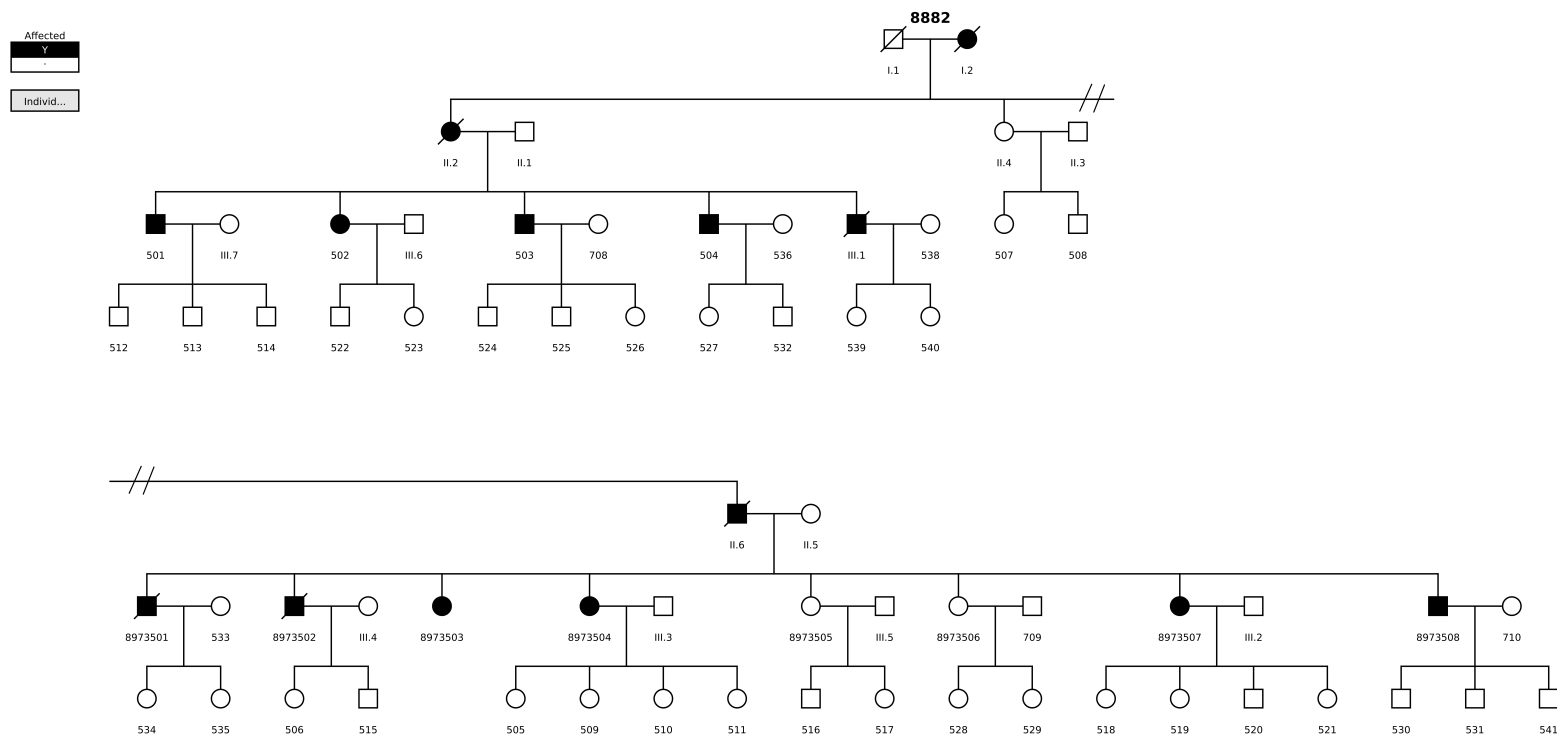 8882
Affected
Y
-
Individ...
I.1 I.2
II.2 II.1 II.4 II.3
501 III.7 502 III.6 503 708 504 536 III.1 538 507 508
512 513 514 522 523 524 525 526 527 532 539 540
II.6 II.5
8973501 533 8973502 III.4 8973503 8973504 III.3 8973505 III.5 8973506 709 8973507 III.2 8973508 710
534 535 506 515 505 509 510 511 516 517 528 529 518 519 520 521 530 531 541